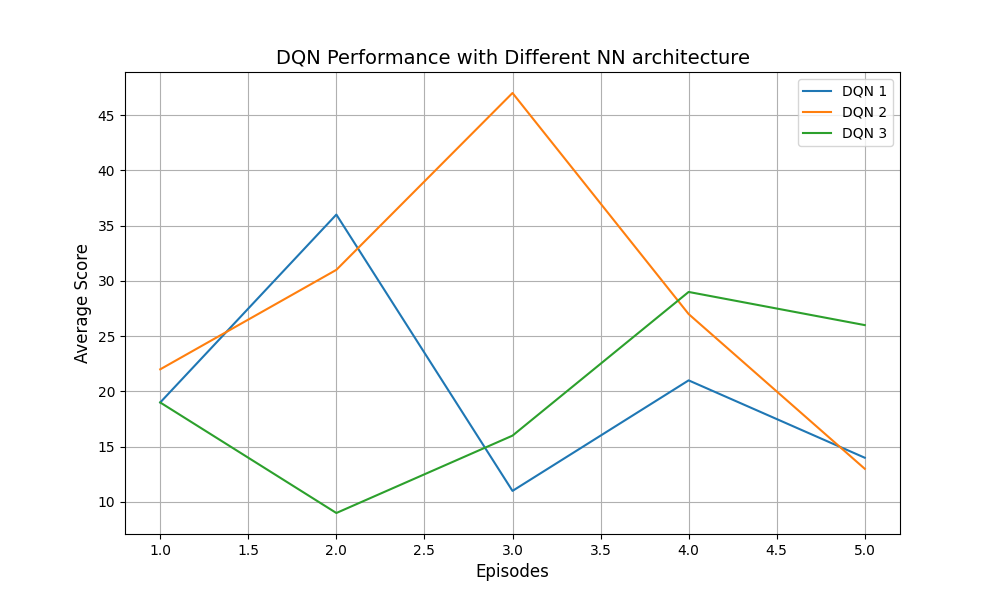 DQN Performance with Different NN architecture
DQN 1
DQN 2
DQN 3
45
40
35
30
25
20
15
10
Average Score
1.0 1.5 2.0 2.5 3.0 3.5 4.0 4.5 5.0
Episodes